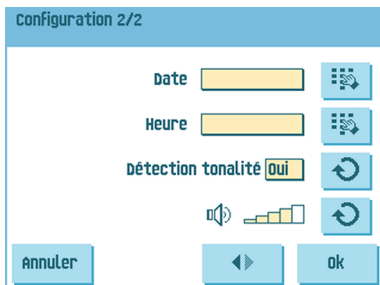 Configuration 2/2
Date
Heure
Détection tonalité Oui
Annuler
Ok